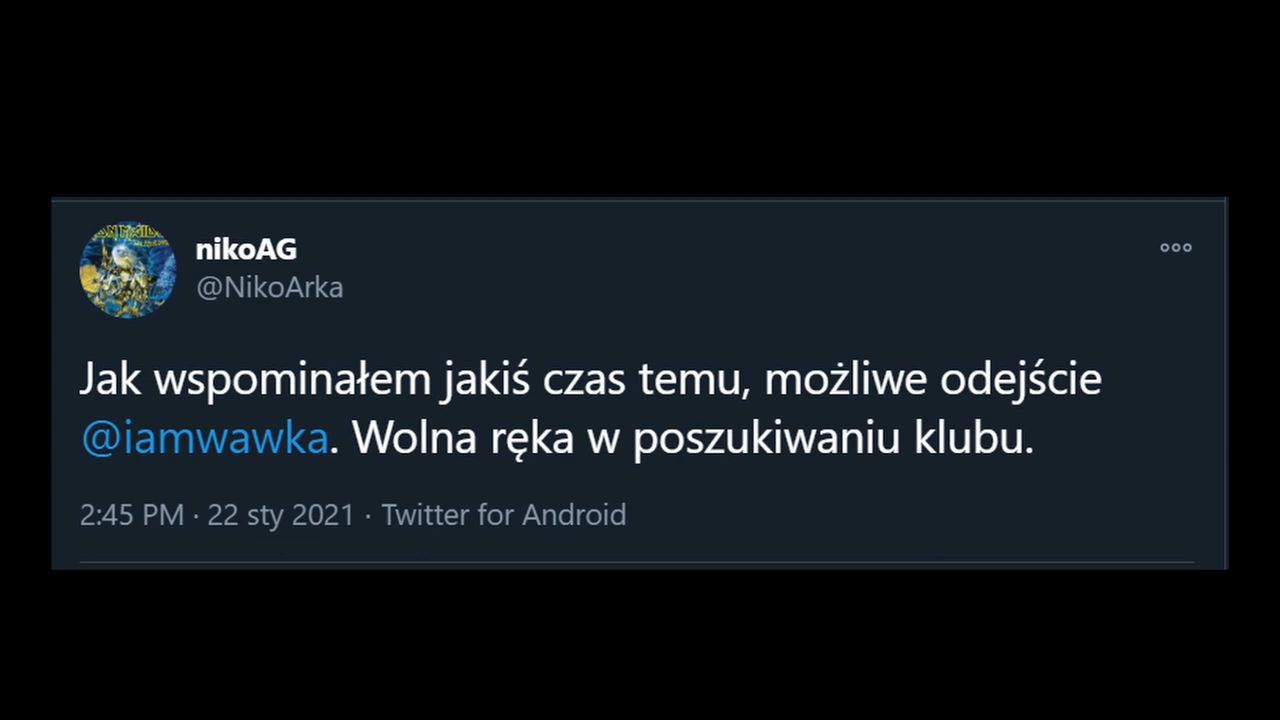 nikoAG
@NikoArka
Jak wspominałem jakiś czas temu, możliwe odejście
@iamwawka. Wolna ręka w poszukiwaniu klubu.
2:45 PM · 22 sty 2021 · Twitter for Android